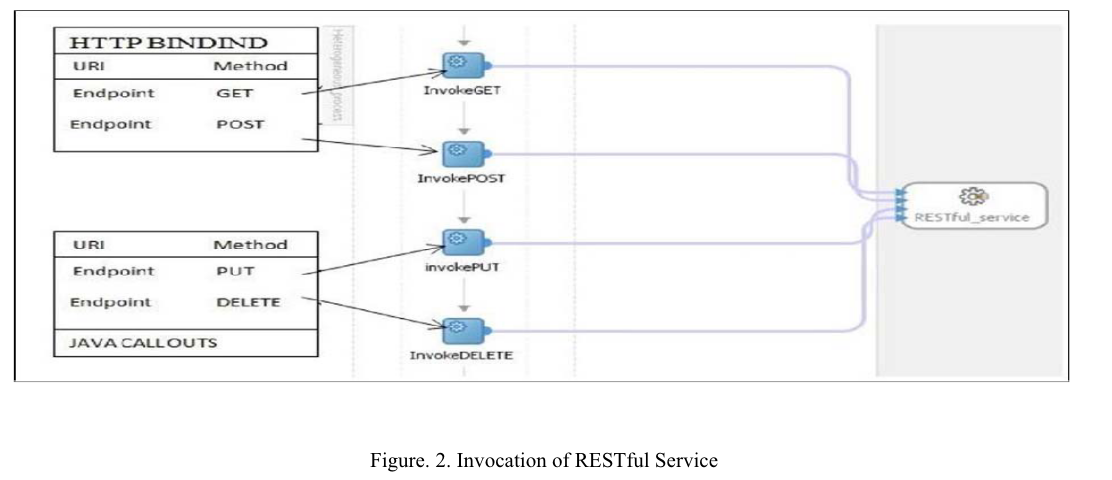 HTTP BINDIND
URI Method
Endpoint GET
Endpoint POST
Heterogeneous_process
InvokeGET
InvokePOST
RESTful_service
URI Method
Endpoint PUT
Endpoint DELETE
JAVA CALLOUTS
invokePUT
InvokeDELETE
Figure. 2. Invocation of RESTful Service